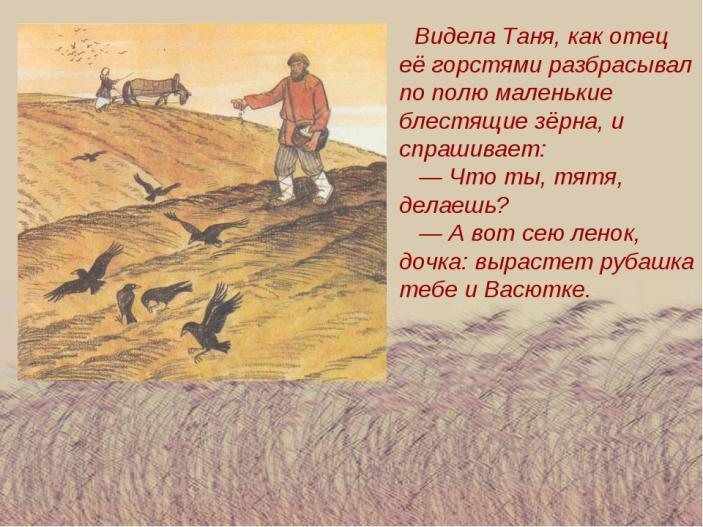 Видела Таня, как отец
её горстями разбрасывал
по полю маленькие
блестящие зёрна, и
спрашивает:
— Что ты, тятя,
делаешь?
— А вот сею ленок,
дочка: вырастет рубашка
тебе и Васютке.